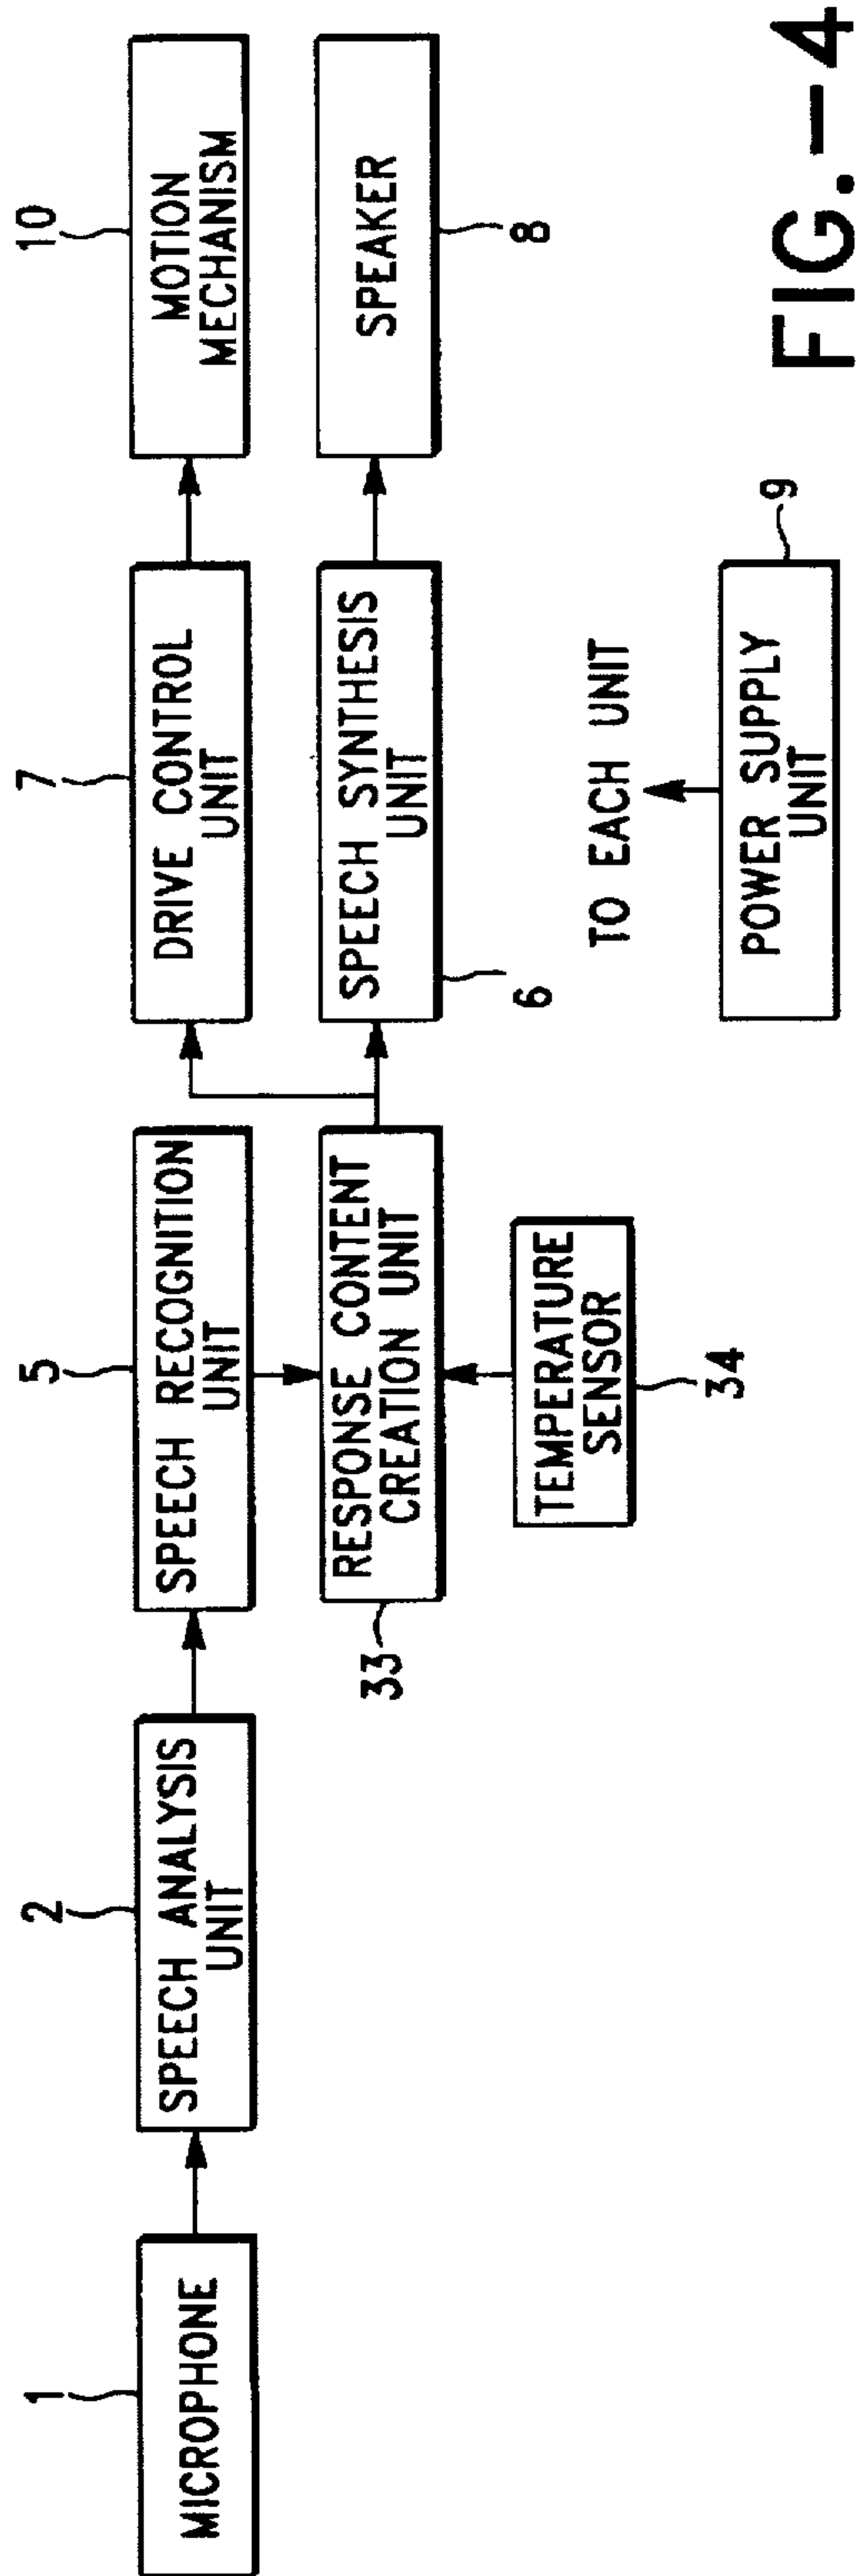 1
MICROPHONE
2
SPEECH ANALYSIS
UNIT
5
SPEECH RECOGNITION
UNIT
7
DRIVE CONTROL
UNIT
10
MOTION
MECHANISM
33
RESPONSE CONTENT
CREATION UNIT
6
SPEECH SYNTHESIS
UNIT
8
SPEAKER
34
TEMPERATURE
SENSOR
TO EACH UNIT
9
POWER SUPPLY
UNIT
FIG.-4